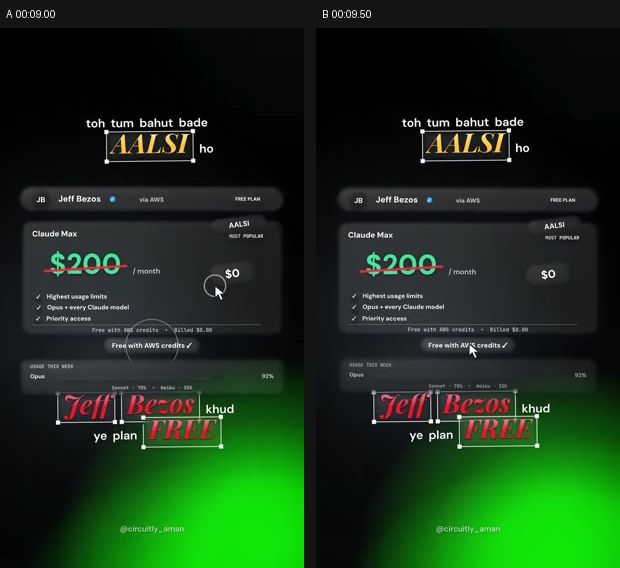 A 00:09.00
toh tum bahut bade
AALSI ho
JB Jeff Bezos via AWS FREE PLAN
AALSI
Claude Max MOST POPULAR
$200 / month $0
✓ Highest usage limits
✓ Opus + every Claude model
✓ Priority access
Free with AWS credits • Billed $0.00
Free with AWS credits ✓
USAGE THIS WEEK
Opus 92%
Sonnet · 70% • Haiku · 35%
Jeff Bezos khud
ye plan FREE
@circuitly_aman
B 00:09.50
toh tum bahut bade
AALSI ho
JB Jeff Bezos via AWS FREE PLAN
AALSI
Claude Max MOST POPULAR
$200 / month $0
✓ Highest usage limits
✓ Opus + every Claude model
✓ Priority access
Free with AWS credits • Billed $0.00
Free with AWS credits ✓
USAGE THIS WEEK
Opus 92%
Sonnet · 70% • Haiku · 35%
Jeff Bezos khud
ye plan FREE
@circuitly_aman